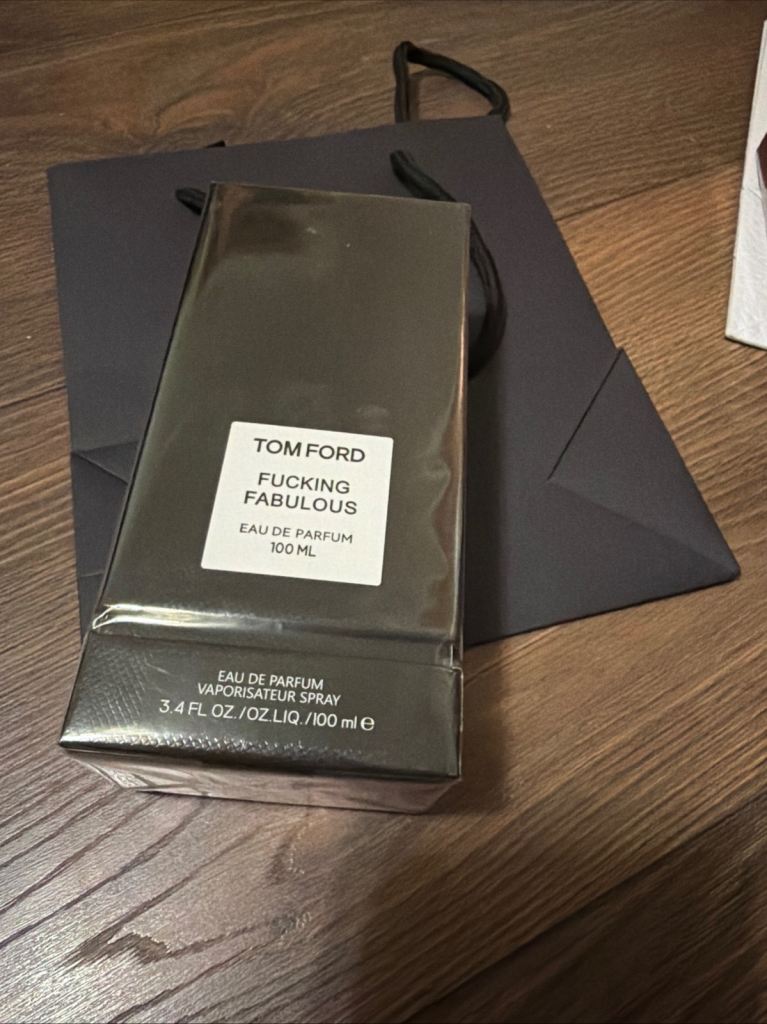 TOM FORD
FUCKING
FABULOUS
EAU DE PARFUM
100 ML
EAU DE PARFUM
VAPORISATEUR SPRAY
3.4 FL OZ./OZ.LIQ./100 ml ℮